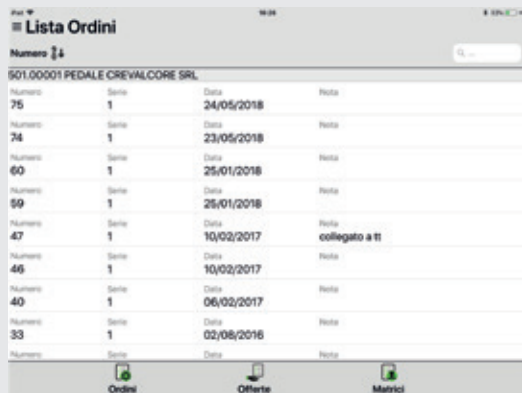 iPad 16:26
≡ Lista Ordini
Numero
501.00001 PEDALE CREVALCORE SRL
Numero Serie Data Nota
75 1 24/05/2018
Numero Serie Data Nota
74 1 23/05/2018
Numero Serie Data Nota
60 1 25/01/2018
Numero Serie Data Nota
59 1 25/01/2018
Numero Serie Data Nota
47 1 10/02/2017 collegato a tt
Numero Serie Data Nota
46 1 10/02/2017
Numero Serie Data Nota
40 1 06/02/2017
Numero Serie Data Nota
33 1 02/08/2016
Numero Serie Data Nota
Ordini Offerte Matrici